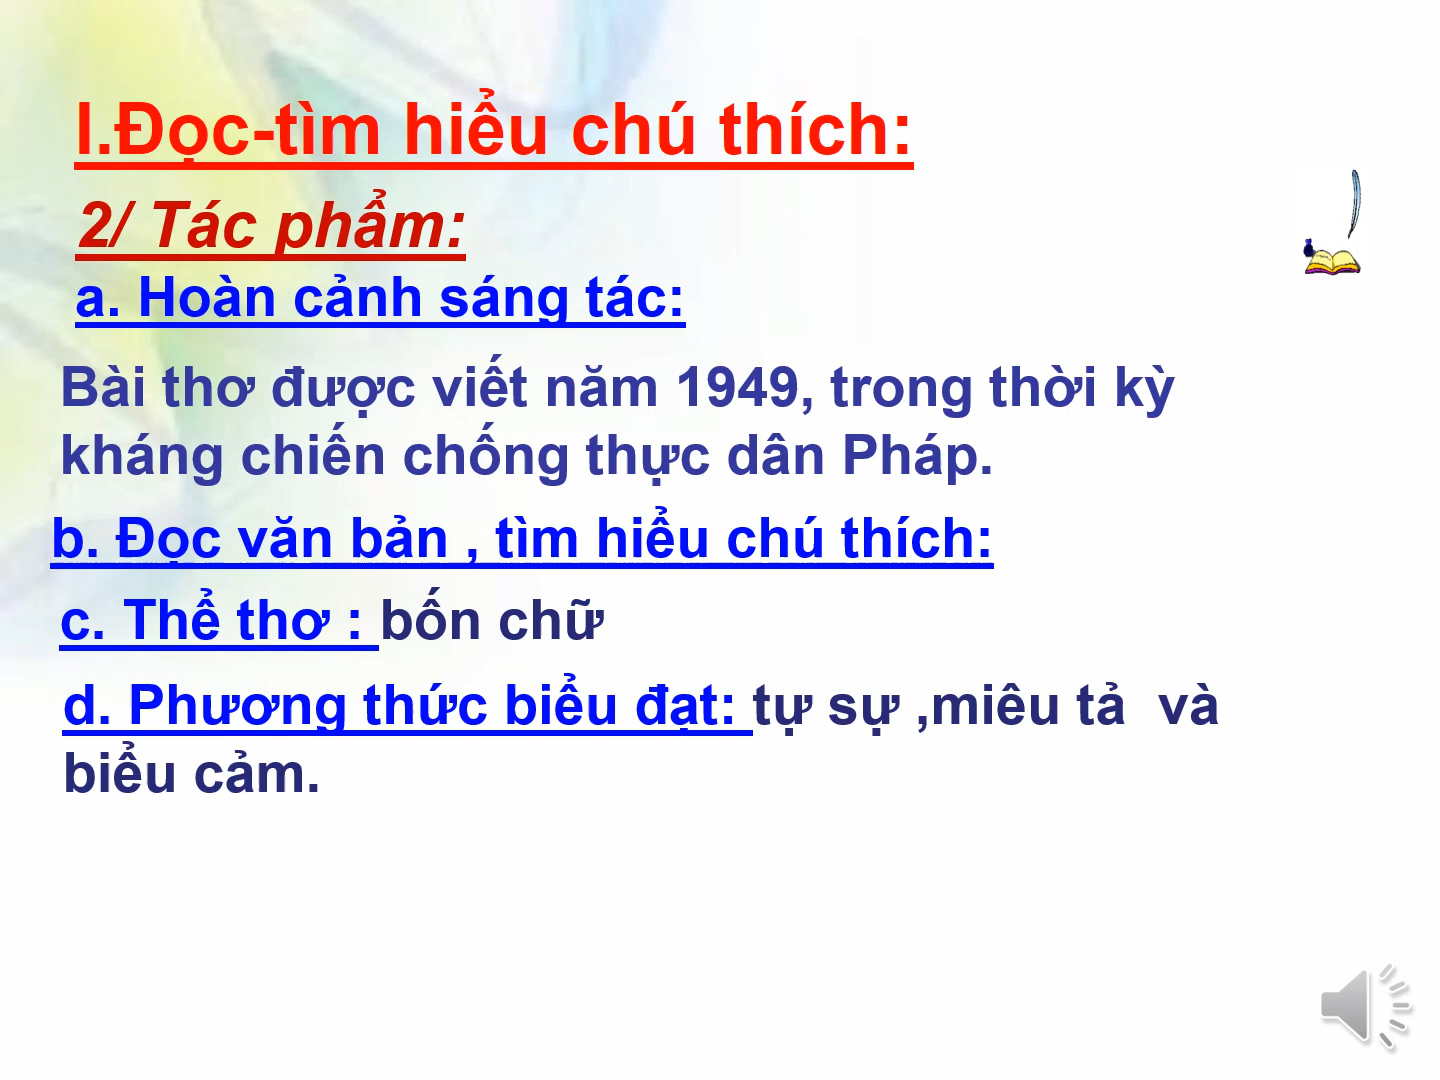 I.Đọc-tìm hiểu chú thích:
2/ Tác phẩm:
a. Hoàn cảnh sáng tác:
Bài thơ được viết năm 1949, trong thời kỳ
kháng chiến chống thực dân Pháp.
b. Đọc văn bản , tìm hiểu chú thích:
c. Thể thơ : bốn chữ
d. Phương thức biểu đạt: tự sự ,miêu tả  và
biểu cảm.